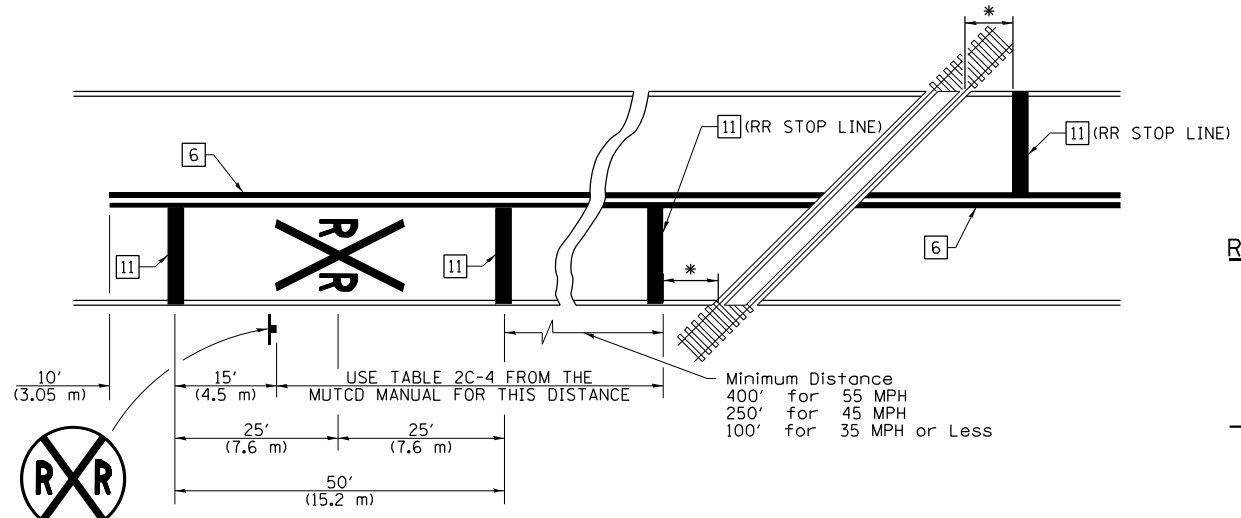 *
11 (RR STOP LINE)
11 (RR STOP LINE)
6
R R
11
11
*
6
R
10'
(3.05 m)
15'
(4.5 m)
USE TABLE 2C-4 FROM THE
MUTCD MANUAL FOR THIS DISTANCE
Minimum Distance
400' for 55 MPH
250' for 45 MPH
100' for 35 MPH or Less
25'
(7.6 m)
25'
(7.6 m)
R R
50'
(15.2 m)